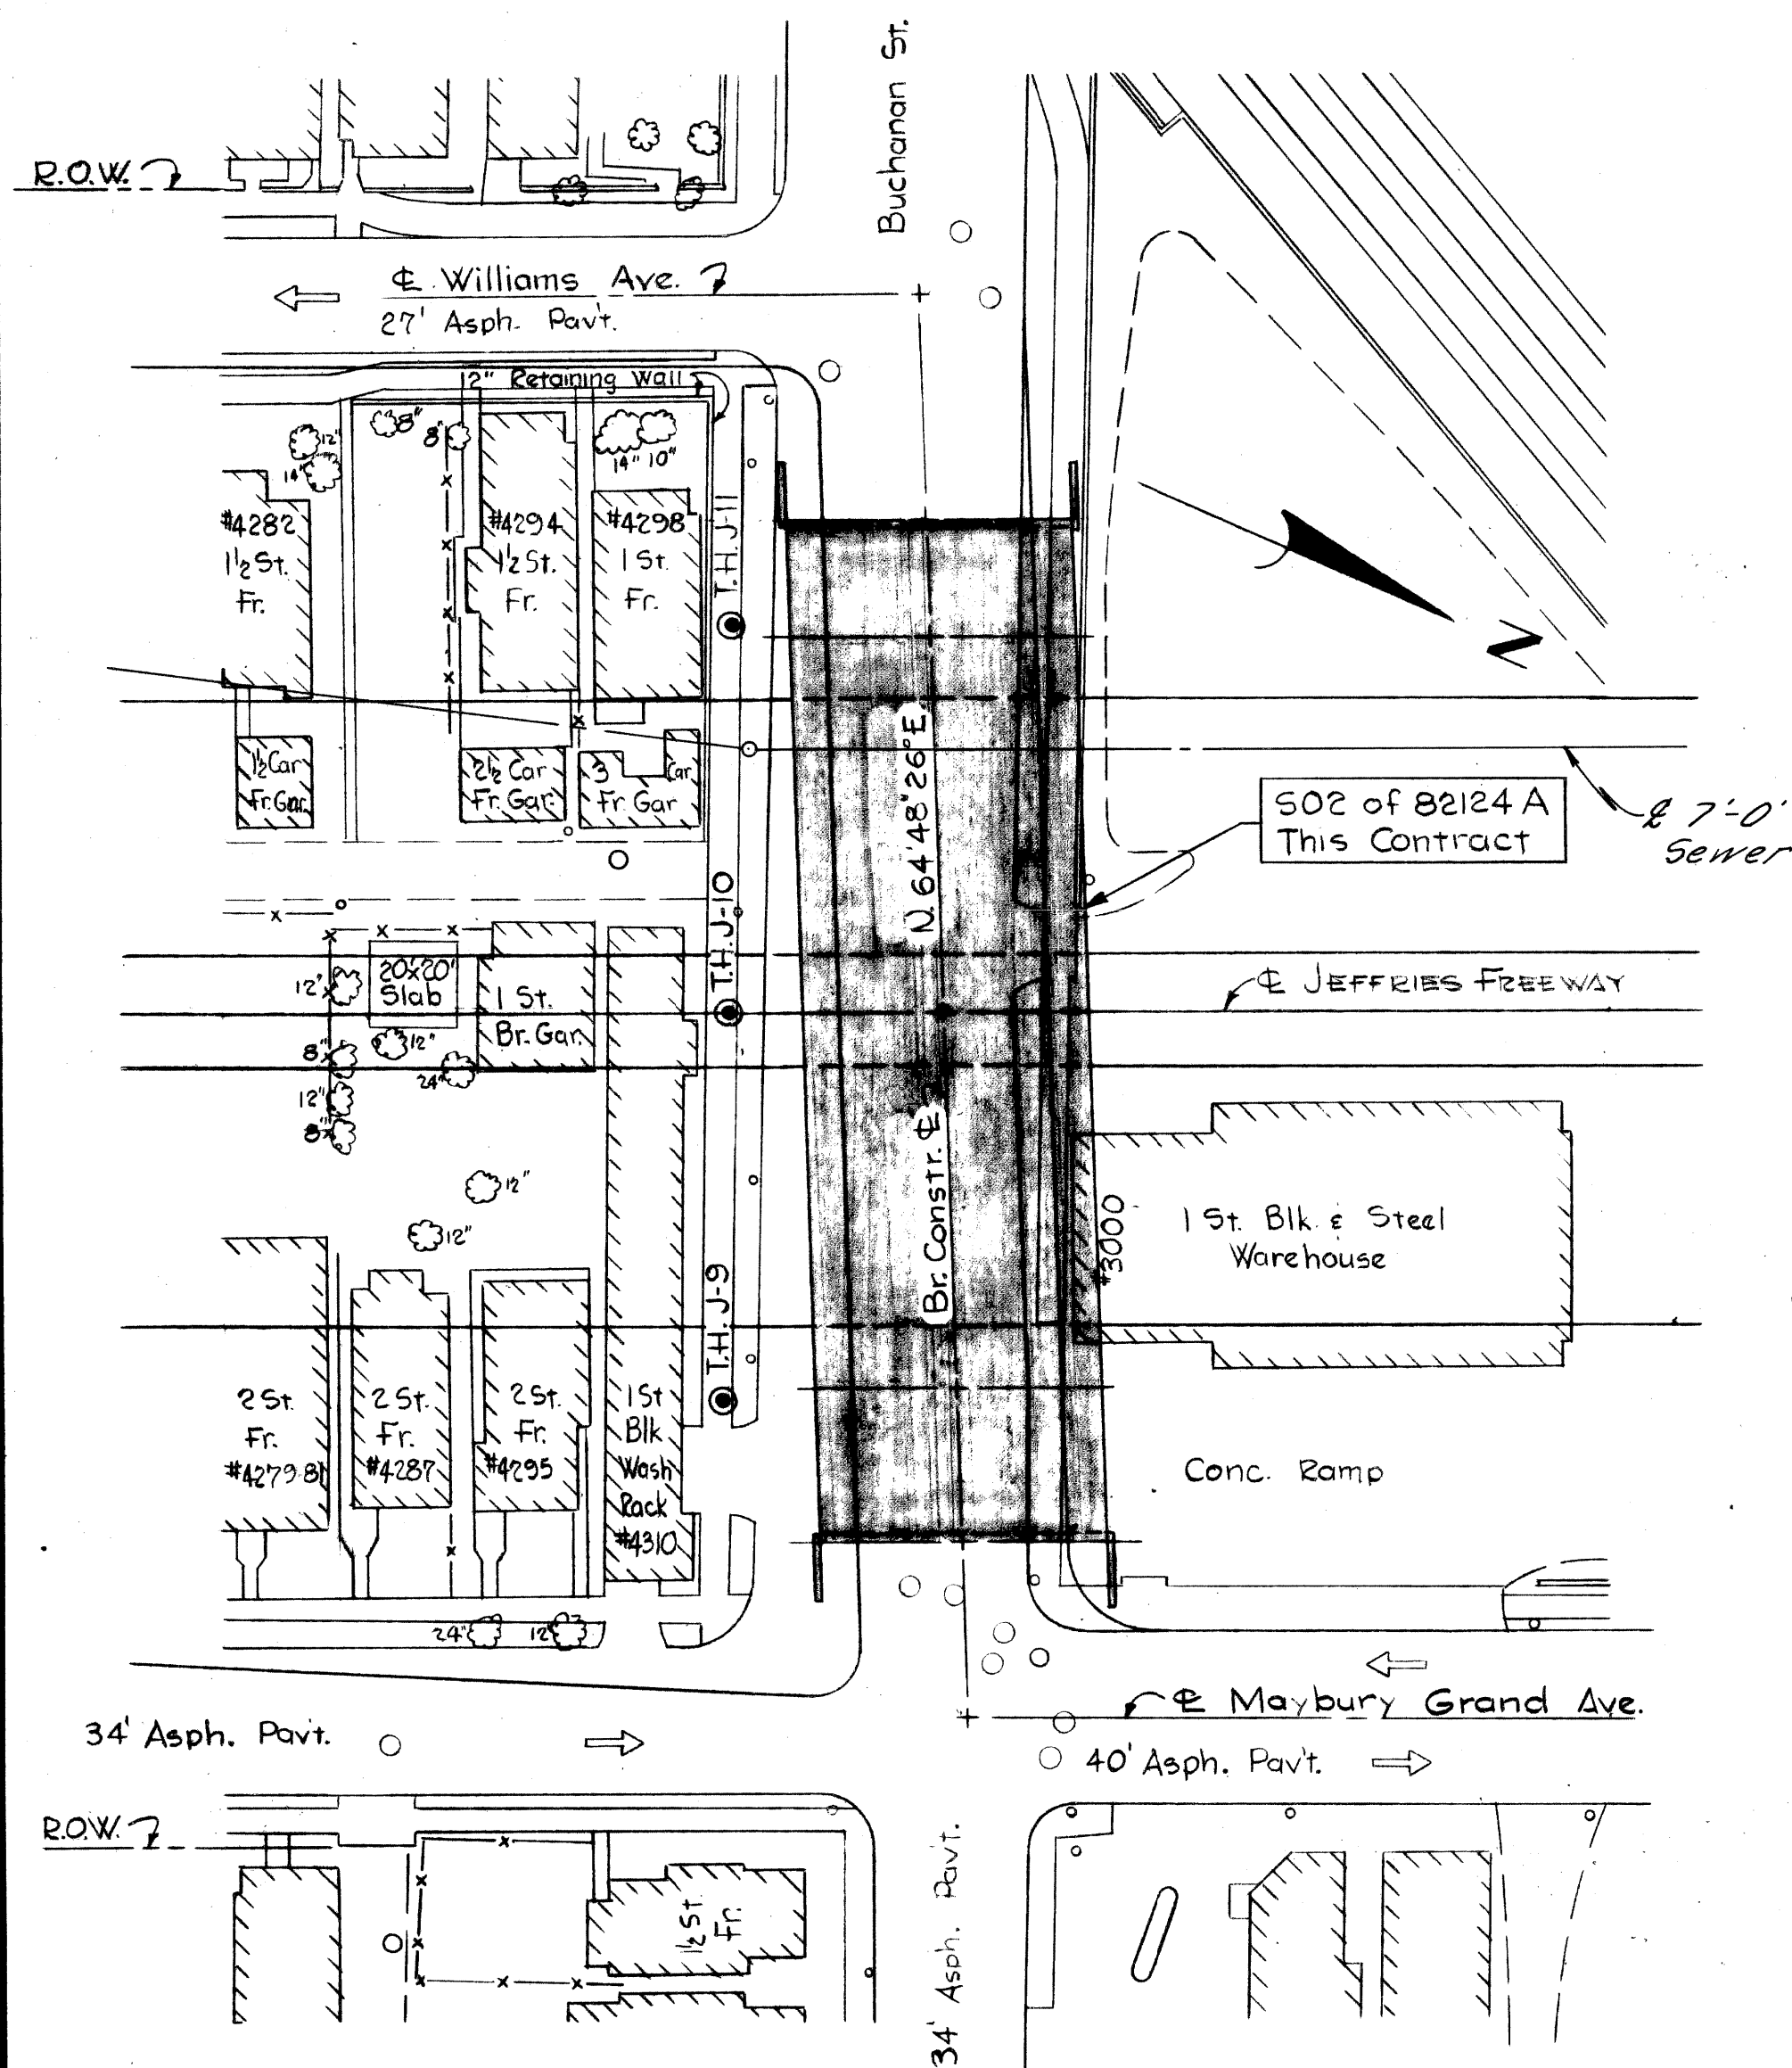 Buchanan St.
R.O.W.
℄ Williams Ave.
27' Asph. Pav't.
12" Retaining Wall
8"
12"
8"
14"
14" 10"
#4282
1½ St.
Fr.
#4294
1½ St.
Fr.
#4298
1 St.
Fr.
T.H. J-11
N
1½ Car
Fr. Gar.
2½ Car
Fr. Gar.
3 Car
Fr. Gar
N. 64°48'26" E.
S02 of 82124 A
This Contract
℄ 7'-0"
Sewer
T.H. J-10
20'x20'
Slab
12"
1 St.
Br. Gar.
℄ JEFFRIES FREEWAY
12"
8"
24"
12"
8"
Br. Constr. ℄
12"
12"
#3000
1 St. Blk. & Steel
Warehouse
T.H. J-9
2 St.
Fr.
#4279-81
2 St.
Fr.
#4287
2 St.
Fr.
#4295
1 St
Blk
Wash
Rack
#4310
Conc. Ramp
24"
12"
℄ Maybury Grand Ave.
34' Asph. Pav't.
40' Asph. Pav't.
R.O.W.
1½ St.
Fr.
34' Asph. Pav't.